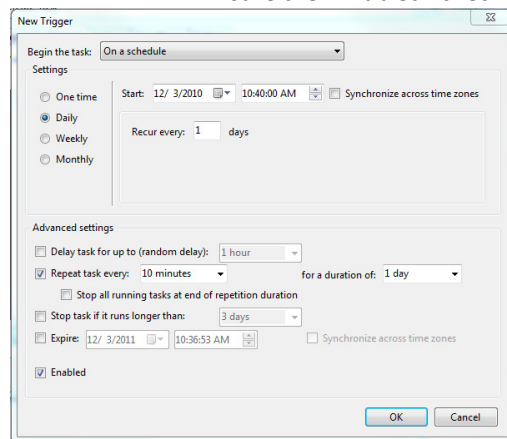 New Trigger
Begin the task: On a schedule
Settings
One time
Daily
Weekly
Monthly
Start: 12/ 3/2010 10:40:00 AM Synchronize across time zones
Recur every: 1 days
Advanced settings
Delay task for up to (random delay): 1 hour
Repeat task every: 10 minutes for a duration of: 1 day
Stop all running tasks at end of repetition duration
Stop task if it runs longer than: 3 days
Expire: 12/ 3/2011 10:36:53 AM Synchronize across time zones
Enabled
OK Cancel